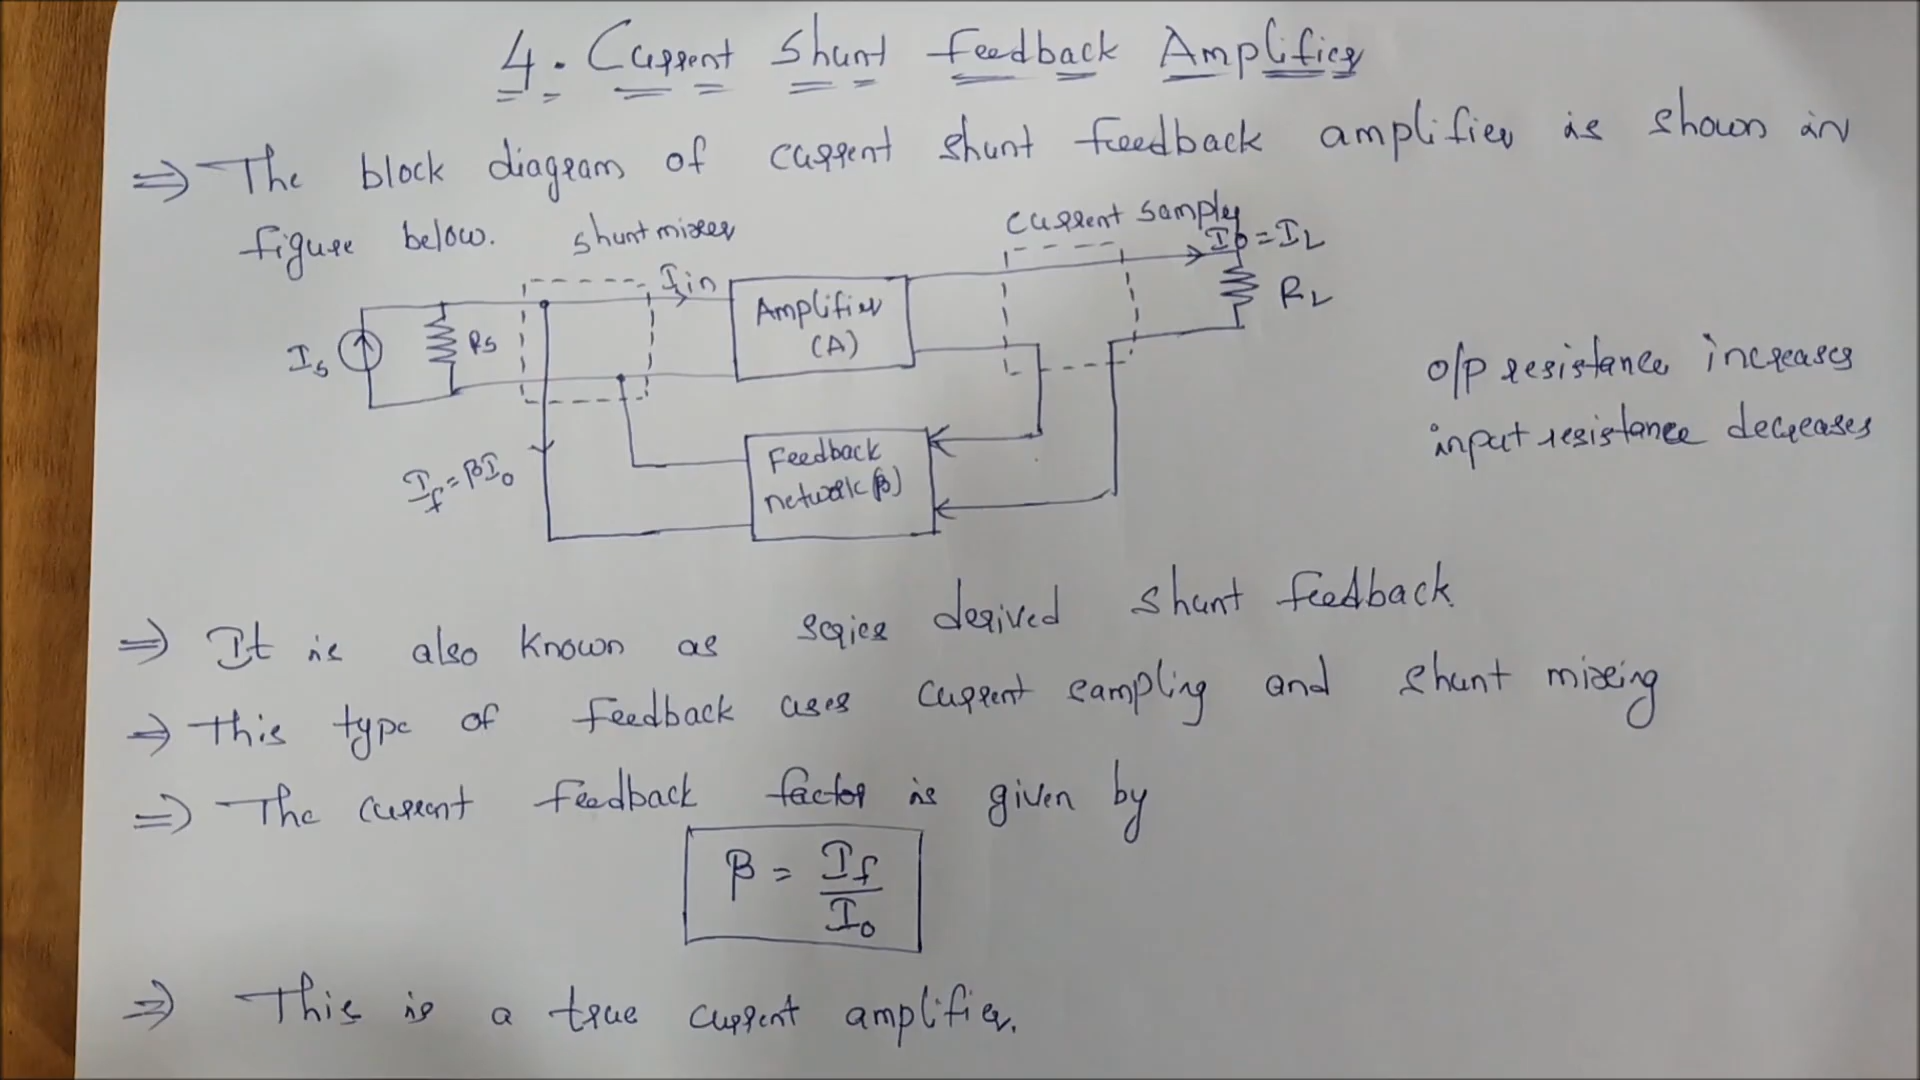 4. Current Shunt Feedback Amplifier
⇒ The block diagram of current shunt feedback amplifier is shown in
figure below.
shunt mixer
current sampler
Io = IL
Iin
Amplifier
(A)
RL
Is
Rs
o/p resistance increases
input resistance decreases
Feedback
network (β)
If = βIo
⇒ It is also known as series derived shunt feedback
⇒ This type of feedback uses current sampling and shunt mixing
⇒ The current feedback factor is given by
β = If / Io
⇒ This is a true current amplifier.